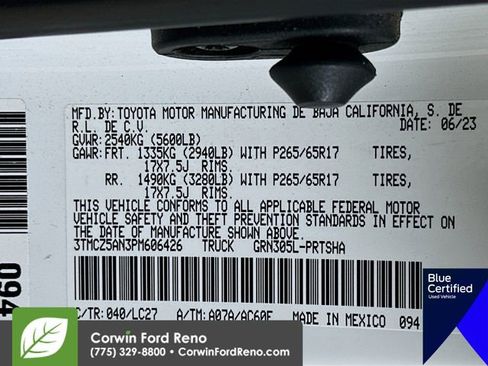 MFD.BY:TOYOTA MOTOR MANUFACTURING DE BAJA CALIFORNIA, S. DE
R.L. DE C.V. DATE: 06/23
GVWR: 2540KG (5600LB)
GAWR: FRT. 1335KG (2940LB) WITH P265/65R17 TIRES,
17X7.5J RIMS.
RR. 1490KG (3280LB) WITH P265/65R17 TIRES,
17X7.5J RIMS.
THIS VEHICLE CONFORMS TO ALL APPLICABLE FEDERAL MOTOR
VEHICLE SAFETY AND THEFT PREVENTION STANDARDS IN EFFECT ON
THE DATE OF MANUFACTURE SHOWN ABOVE.
3TMCZ5AN3PM606426 TRUCK GRN305L-PRTSHA
C/TR: 040/LC27 A/TM: A07A/AC60F MADE IN MEXICO 094
094
Blue
Certified
Used Vehicle
Corwin Ford Reno
(775) 329-8800 • CorwinFordReno.com